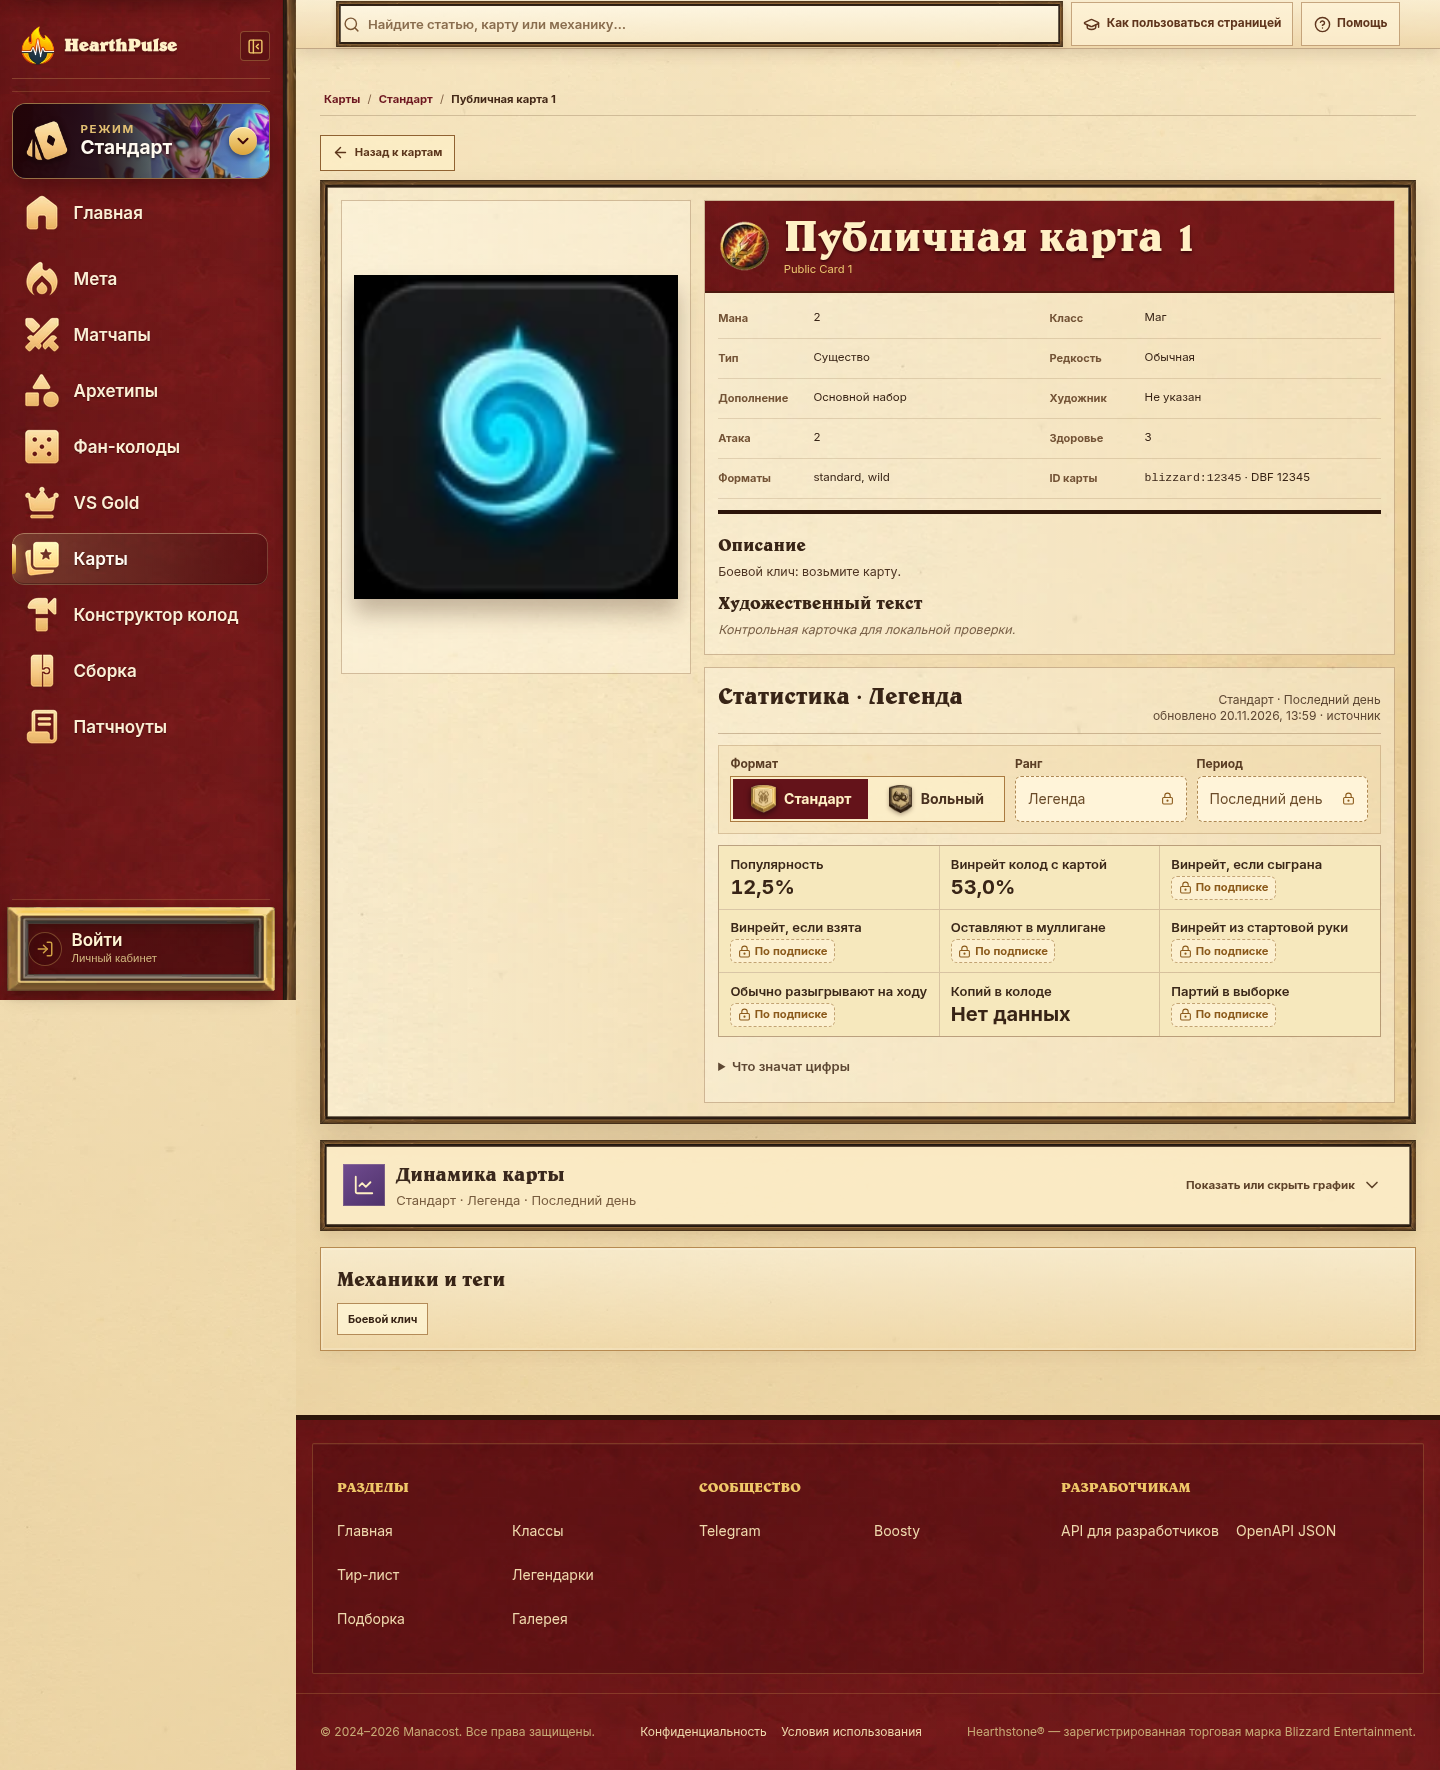 HearthPulse
РЕЖИМ
Стандарт
Главная
Мета
Матчапы
Архетипы
Фан-колоды
VS Gold
Карты
Конструктор колод
Сборка
Патчноуты
Войти
Личный кабинет
Найдите статью, карту или механику...
Как пользоваться страницей
Помощь
Карты / Стандарт / Публичная карта 1
Назад к картам
Публичная карта 1
Public Card 1
Мана 2 Класс Маг
Тип Существо Редкость Обычная
Дополнение Основной набор Художник Не указан
Атака 2 Здоровье 3
Форматы standard, wild ID карты blizzard:12345 · DBF 12345
Описание
Боевой клич: возьмите карту.
Художественный текст
Контрольная карточка для локальной проверки.
Статистика · Легенда
Стандарт · Последний день
обновлено 20.11.2026, 13:59 · источник
Формат Ранг Период
Стандарт Вольный Легенда Последний день
Популярность Винрейт колод с картой Винрейт, если сыграна
12,5% 53,0% По подписке
Винрейт, если взята Оставляют в муллигане Винрейт из стартовой руки
По подписке По подписке По подписке
Обычно разыгрывают на ходу Копий в колоде Партий в выборке
По подписке Нет данных По подписке
Что значат цифры
Динамика карты
Стандарт · Легенда · Последний день
Показать или скрыть график
Механики и теги
Боевой клич
РАЗДЕЛЫ СООБЩЕСТВО РАЗРАБОТЧИКАМ
Главная Классы Telegram Boosty API для разработчиков OpenAPI JSON
Тир-лист Легендарки
Подборка Галерея
© 2024–2026 Manacost. Все права защищены. Конфиденциальность Условия использования Hearthstone® — зарегистрированная торговая марка Blizzard Entertainment.